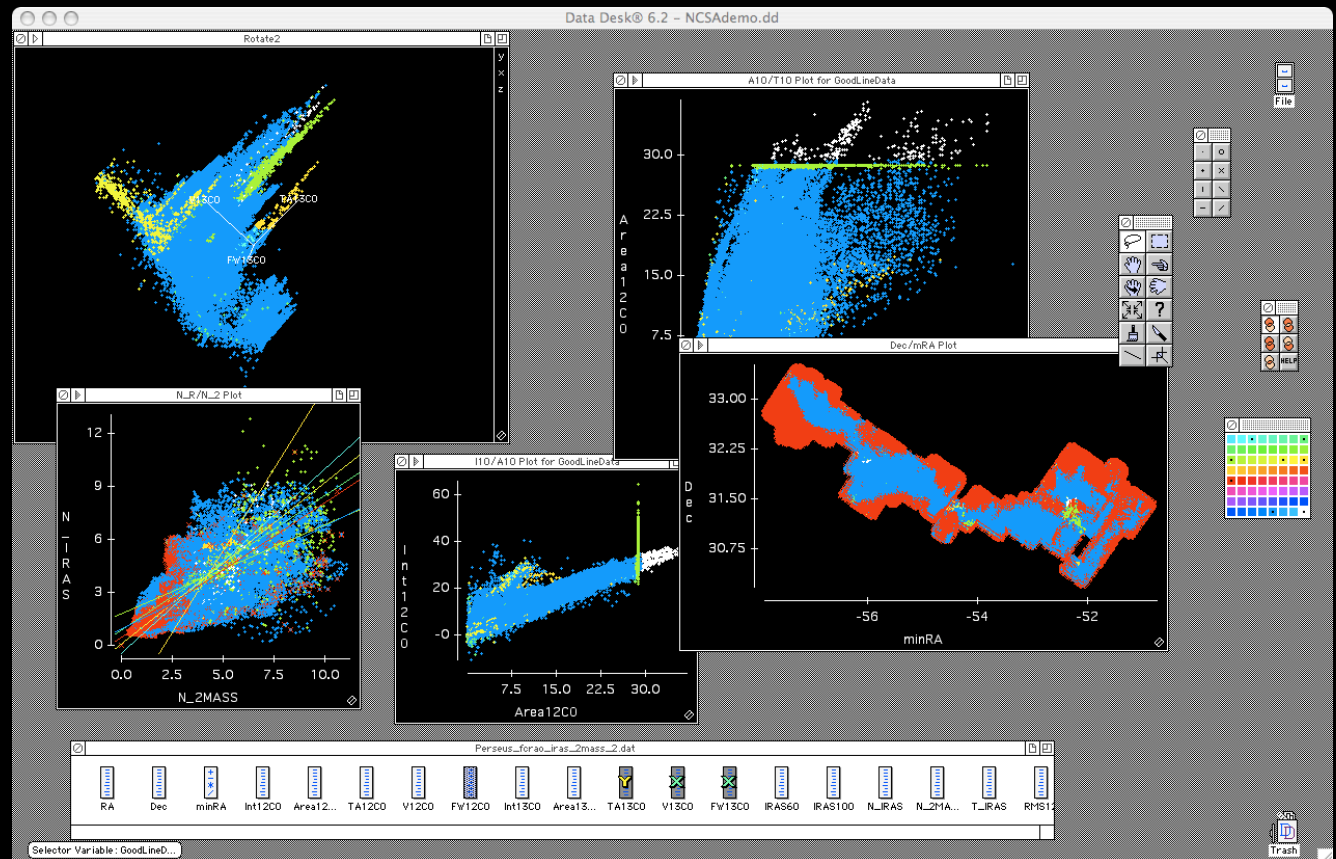 Data Desk® 6.2 - NCSAdemo.dd
Rotate2
y
x
z
TA13CO
FW13CO
A10/T10 Plot for GoodLineData
Area12CO
30.0
22.5
15.0
7.5
File
N_R/N_2 Plot
N_IRAS
12
9
6
3
0
0.0 2.5 5.0 7.5 10.0
N_2MASS
I10/A10 Plot for GoodLineData
Int12CO
60
40
20
-0
7.5 15.0 22.5 30.0
Area12CO
Dec/mRA Plot
Dec
33.00
32.25
31.50
30.75
-56 -54 -52
minRA
?
HELP
Perseus_fcrao_iras_2mass_2.dat
RA Dec minRA Int12CO Area12... TA12CO V12CO FW12CO Int13CO Area13... TA13CO V13CO FW13CO IRAS60 IRAS100 N_IRAS N_2MA... T_IRAS RMS12
Selector Variable: GoodLineD...
Trash